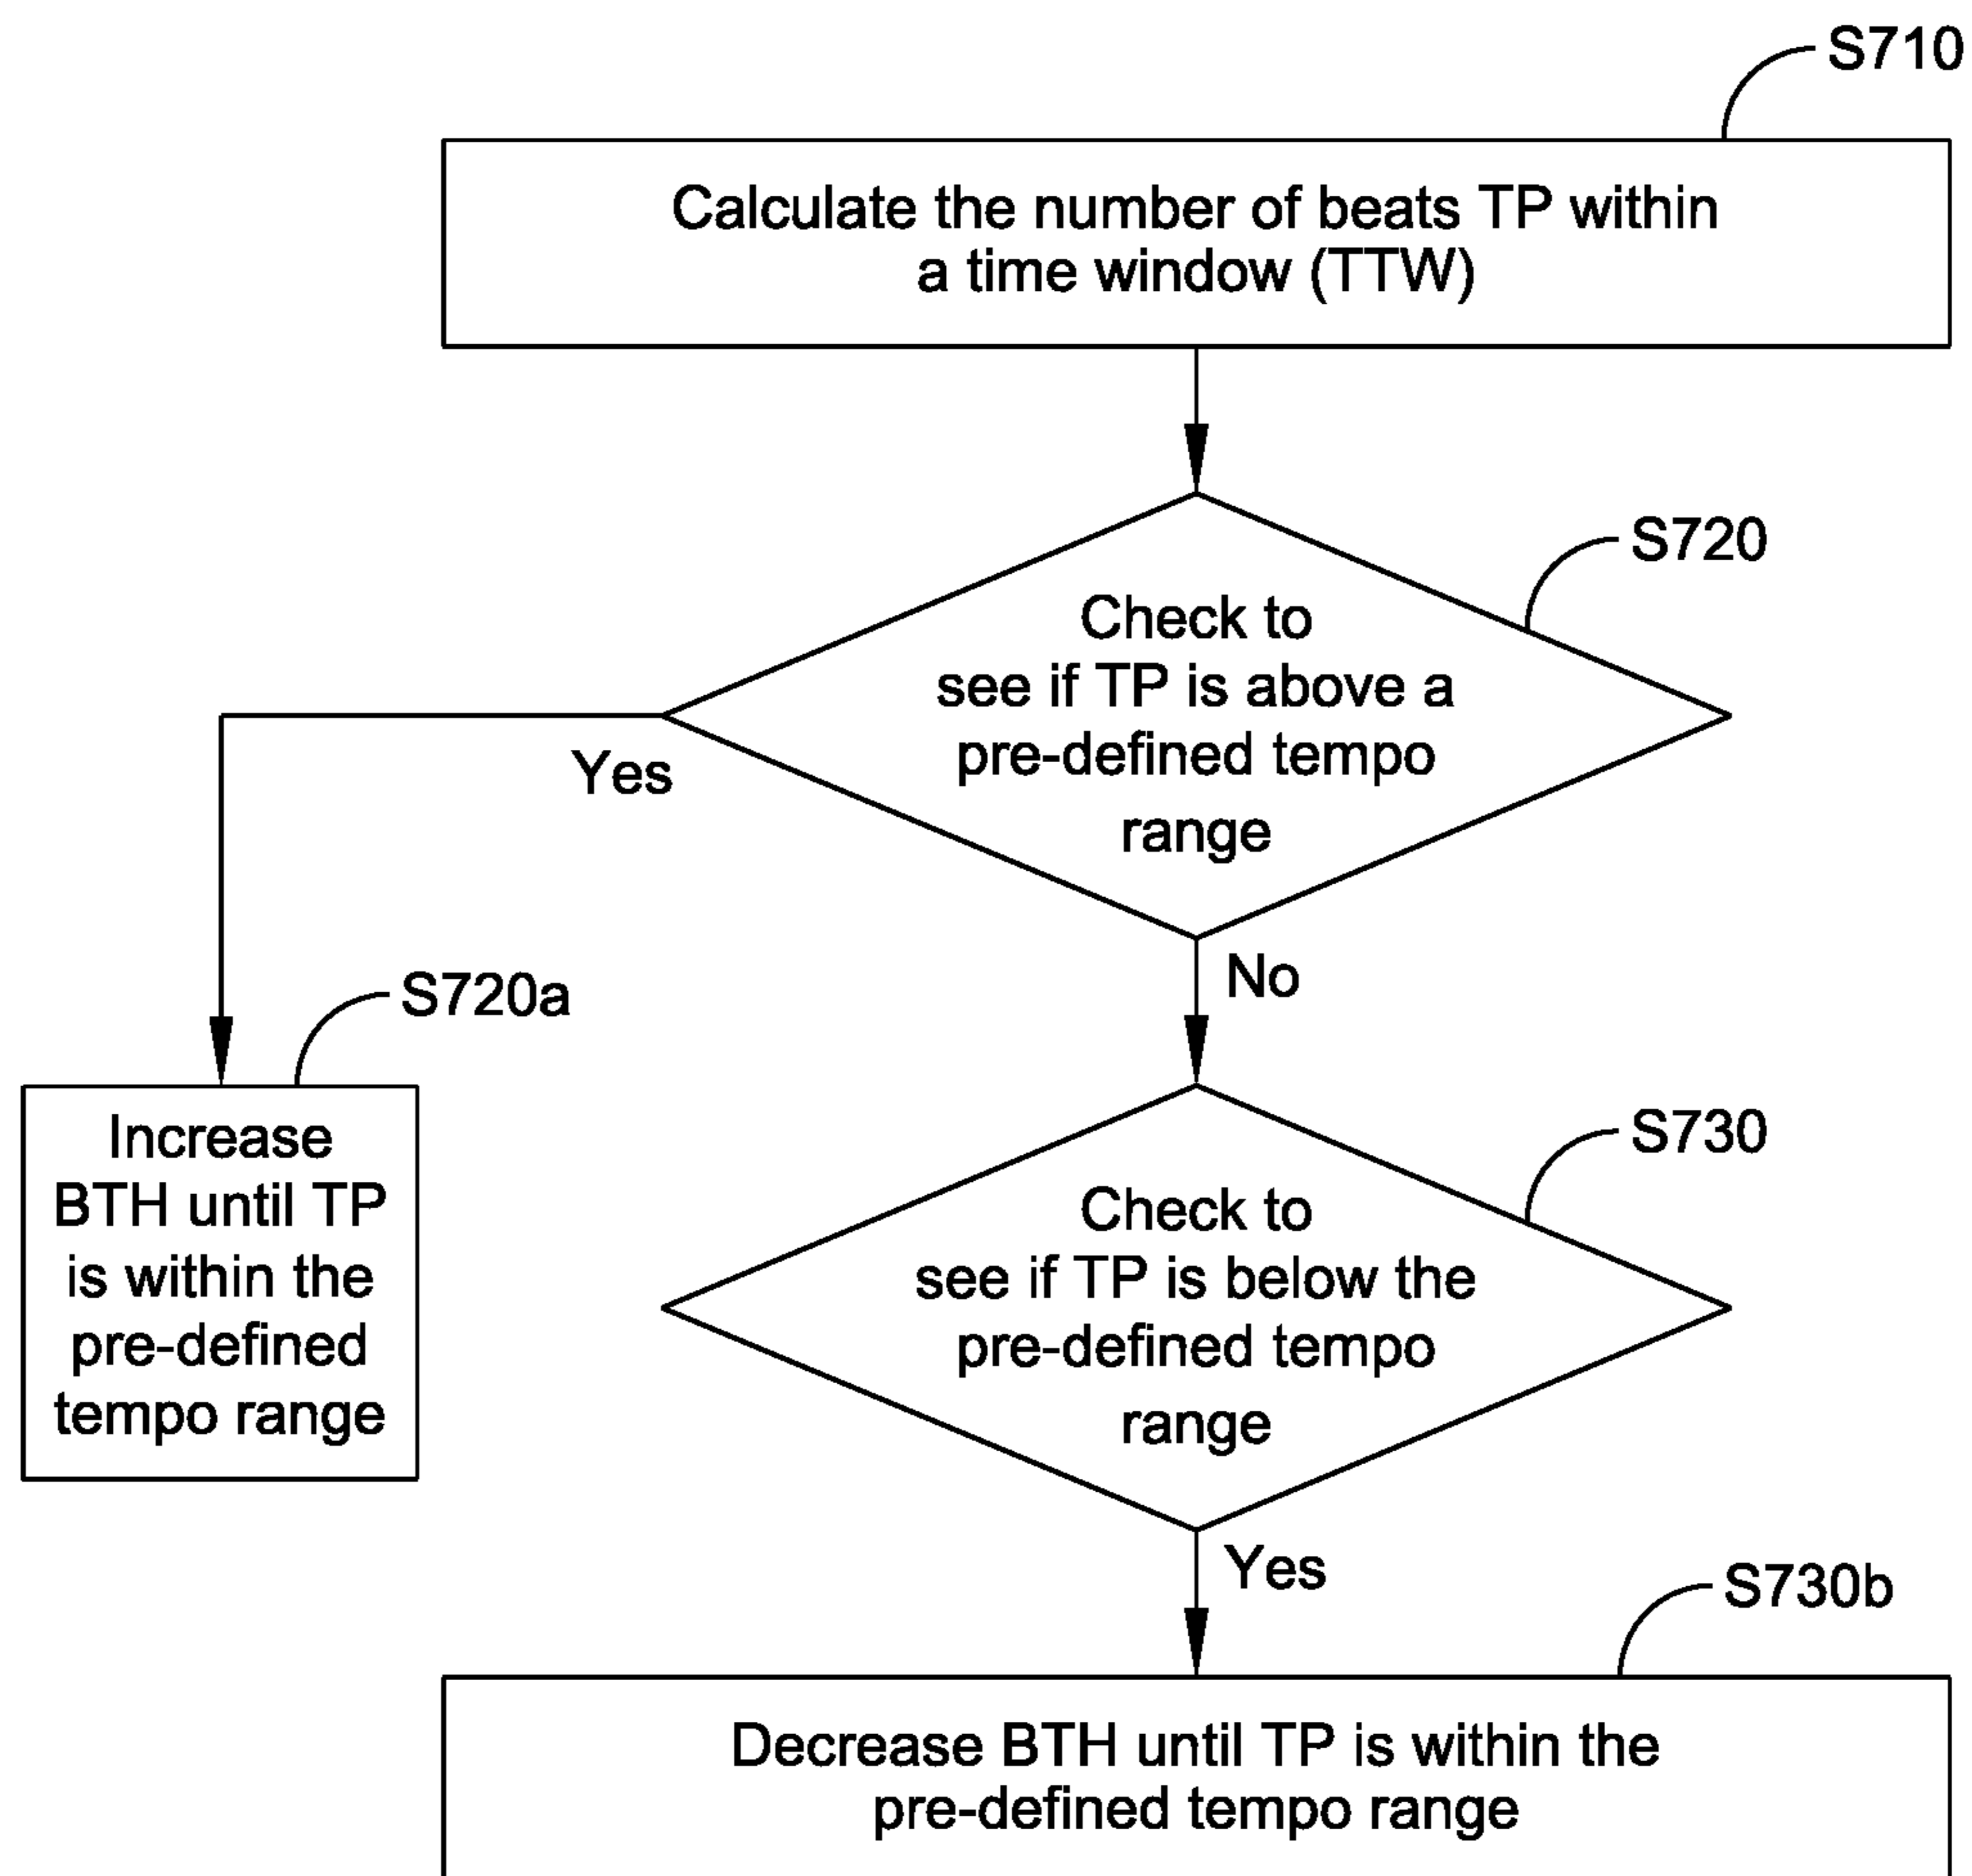 S710
Calculate the number of beats TP within
a time window (TTW)
S720
Check to
see if TP is above a
pre-defined tempo
range
Yes
No
S720a
Increase
BTH until TP
is within the
pre-defined
tempo range
S730
Check to
see if TP is below the
pre-defined tempo
range
Yes
S730b
Decrease BTH until TP is within the
pre-defined tempo range